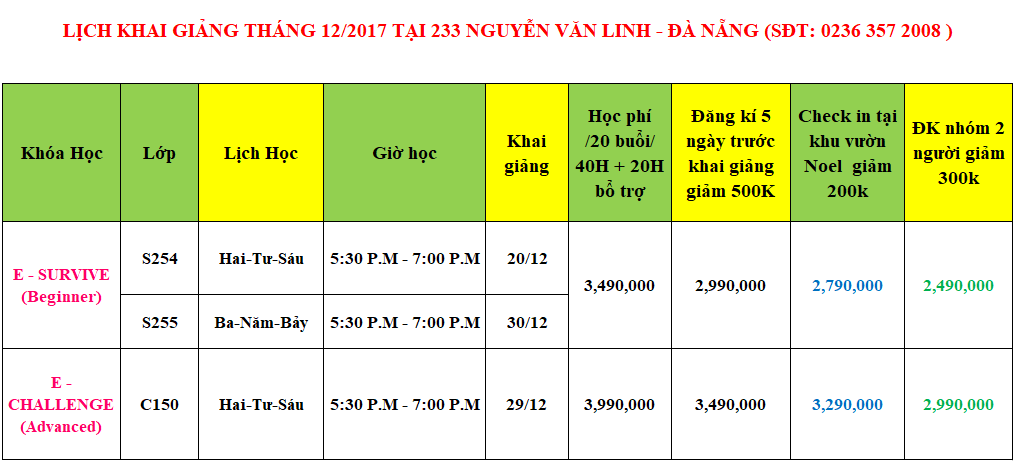 LỊCH KHAI GIẢNG THÁNG 12/2017 TẠI 233 NGUYỄN VĂN LINH - ĐÀ NẴNG (SĐT: 0236 357 2008 )
Khóa Học
Lớp
Lịch Học
Giờ học
Khai
giảng
Học phí
/20 buổi/
40H + 20H
bổ trợ
Đăng kí 5
ngày trước
khai giảng
giảm 500K
Check in tại
khu vườn
Noel giảm
200k
ĐK nhóm 2
người giảm
300k
E - SURVIVE
(Beginner)
S254
Hai-Tư-Sáu
5:30 P.M - 7:00 P.M
20/12
3,490,000
2,990,000
2,790,000
2,490,000
S255
Ba-Năm-Bảy
5:30 P.M - 7:00 P.M
30/12
E -
CHALLENGE
(Advanced)
C150
Hai-Tư-Sáu
5:30 P.M - 7:00 P.M
29/12
3,990,000
3,490,000
3,290,000
2,990,000